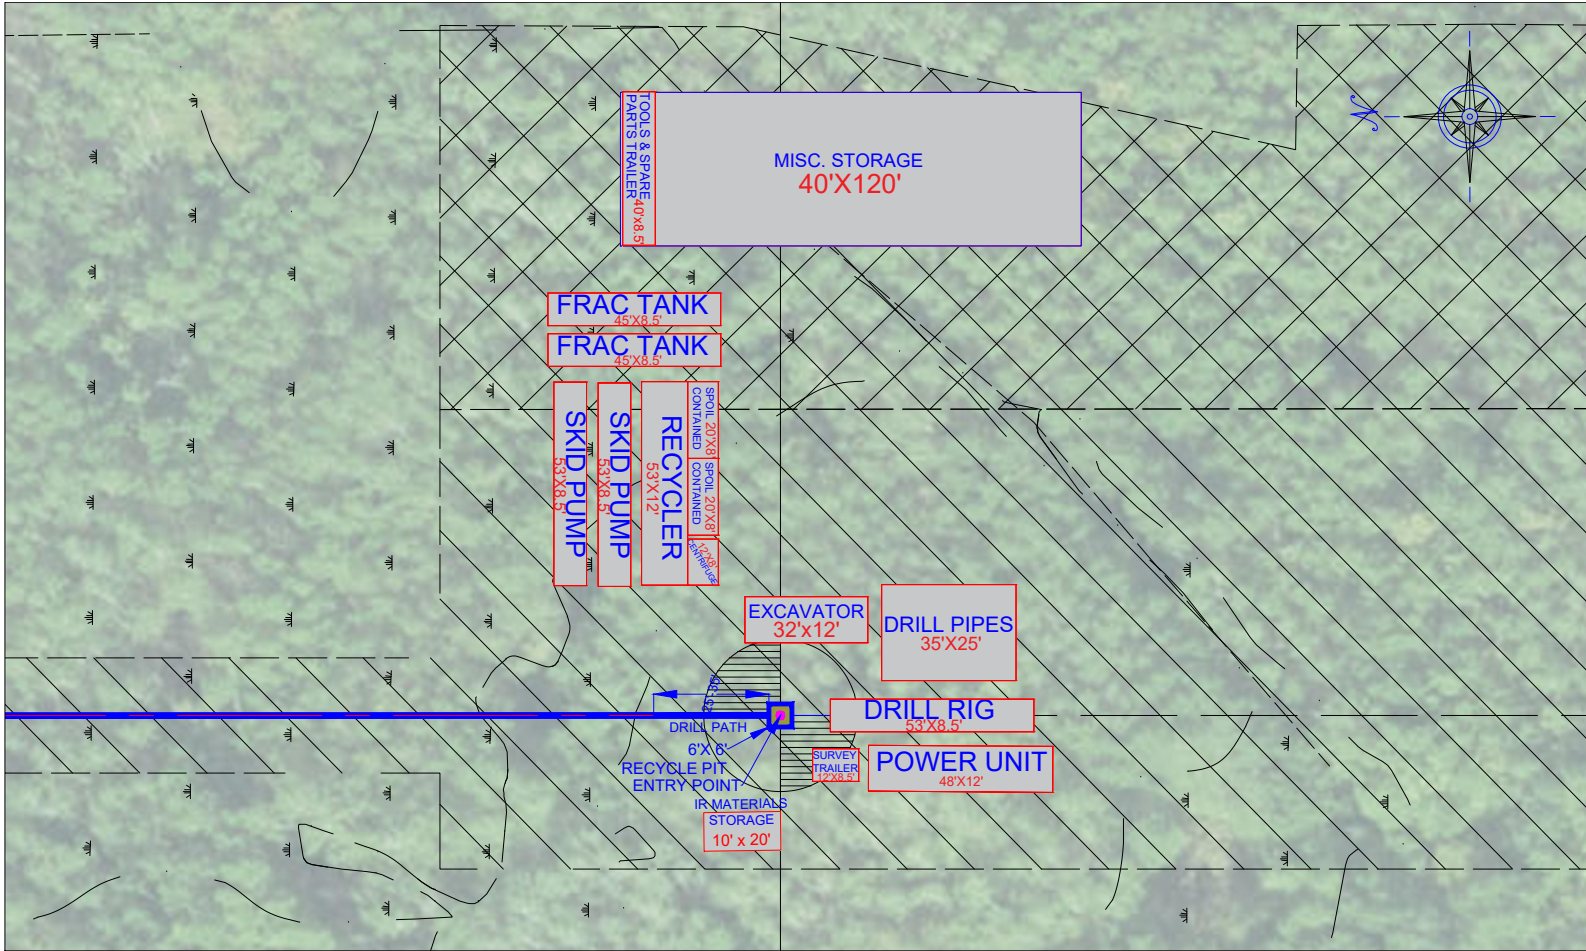 N
TOOLS & SPARE
PARTS TRAILER
40'x8.5'
MISC. STORAGE
40'X120'
FRAC TANK
45'X8.5'
FRAC TANK
45'X8.5'
SKID PUMP
53'X8.5'
SKID PUMP
53'X8.5'
RECYCLER
53'X12'
SPOIL 20'X8'
CONTAINED
SPOIL 20'X8'
CONTAINED
12'X8'
CENTRIFUGE
EXCAVATOR
32'x12'
DRILL PIPES
35'X25'
DRILL RIG
53'X8.5'
DRILL PATH
6'X 6'
RECYCLE PIT
ENTRY POINT
SURVEY
TRAILER
12'X8.5'
POWER UNIT
48'X12'
IR MATERIALS
STORAGE
10' x 20'